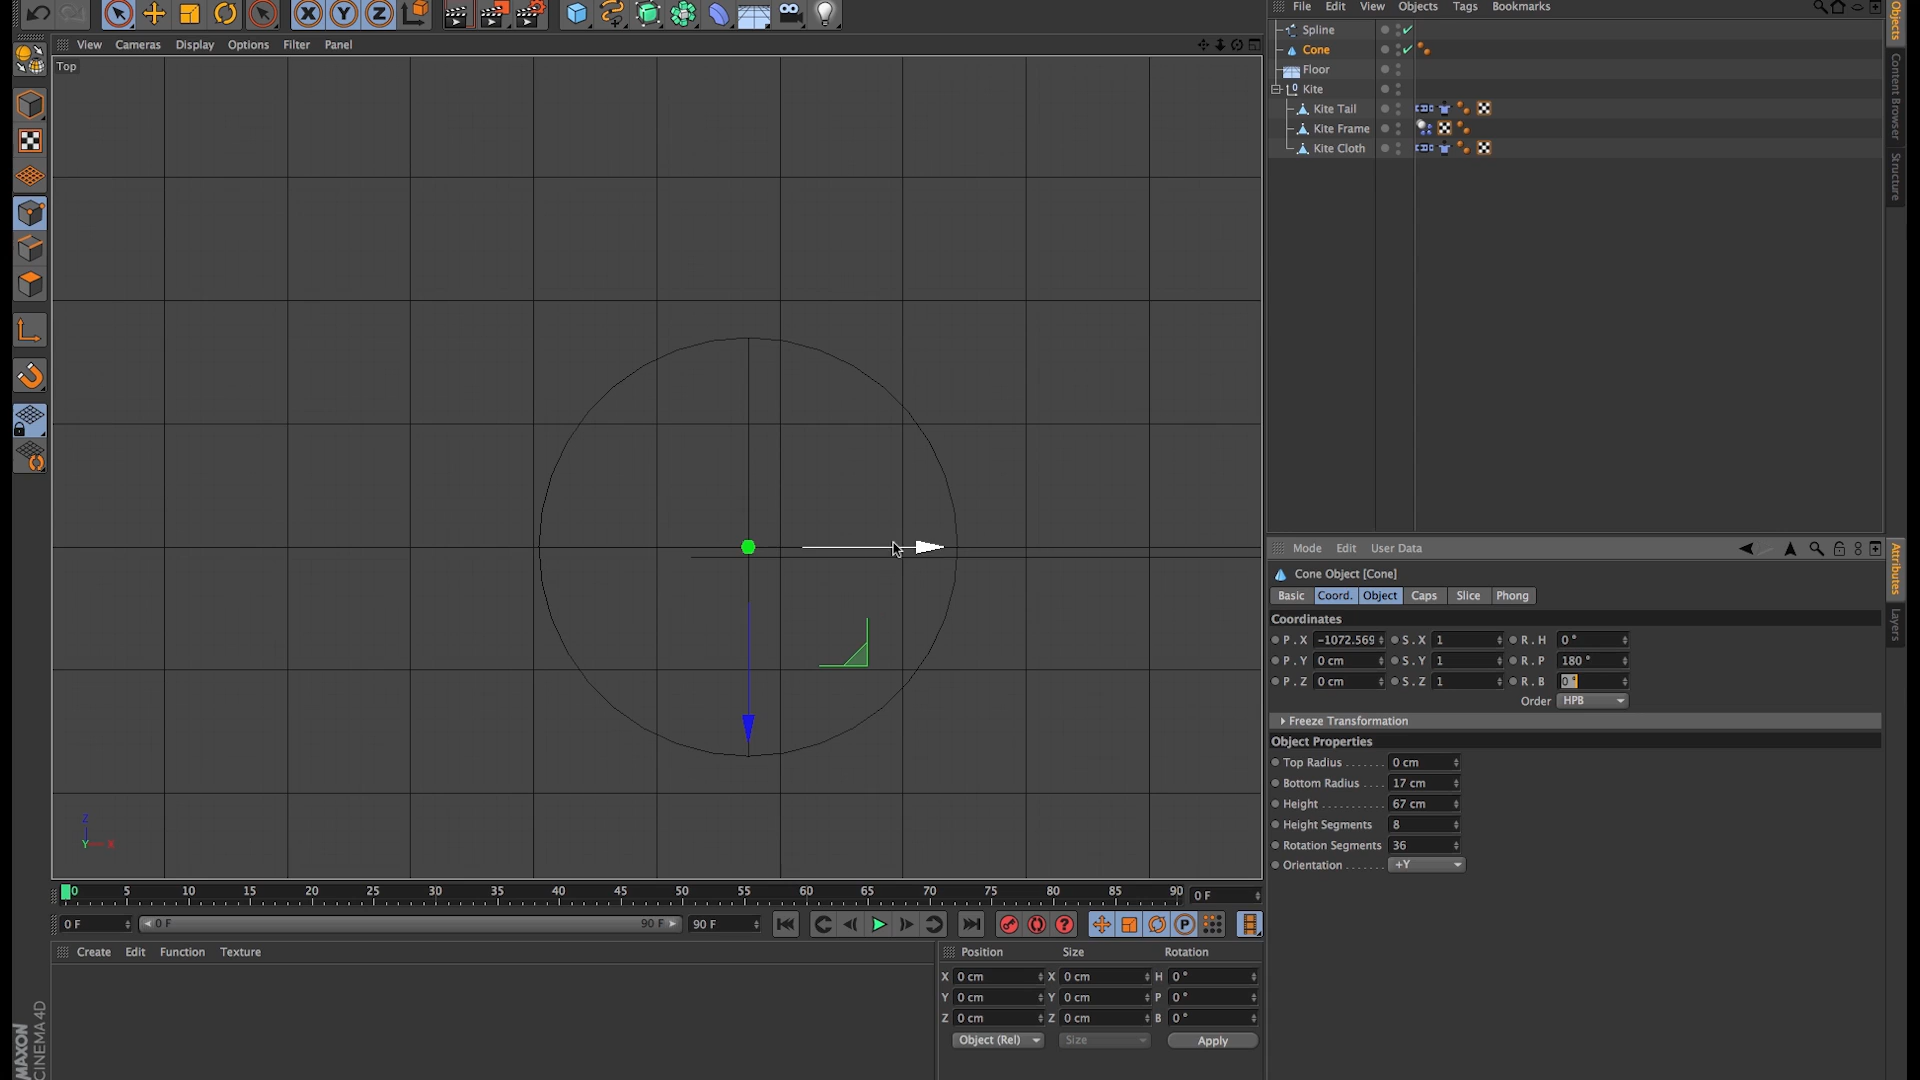 File Edit View Objects Tags Bookmarks
View Cameras Display Options Filter Panel
Top
Spline
Cone
Floor
Kite
Kite Tail
Kite Frame
Kite Cloth
Objects
Content Browser
Structure
Mode Edit User Data
Cone Object [Cone]
Basic Coord. Object Caps Slice Phong
Coordinates
P . X -1072.569 S . X 1 R . H 0 °
P . Y 0 cm S . Y 1 R . P 180 °
P . Z 0 cm S . Z 1 R . B 0 °
Order HPB
Freeze Transformation
Object Properties
Top Radius . . . . . . . 0 cm
Bottom Radius . . . . 17 cm
Height . . . . . . . . . . . 67 cm
Height Segments 8
Rotation Segments 36
Orientation . . . . . . . +Y
Attributes
Layers
Z
Y X
0 5 10 15 20 25 30 35 40 45 50 55 60 65 70 75 80 85 90 0 F
0 F 0 F 90 F 90 F
Create Edit Function Texture
Position Size Rotation
X 0 cm X 0 cm H 0 °
Y 0 cm Y 0 cm P 0 °
Z 0 cm Z 0 cm B 0 °
Object (Rel) Size Apply
MAXON
CINEMA 4D